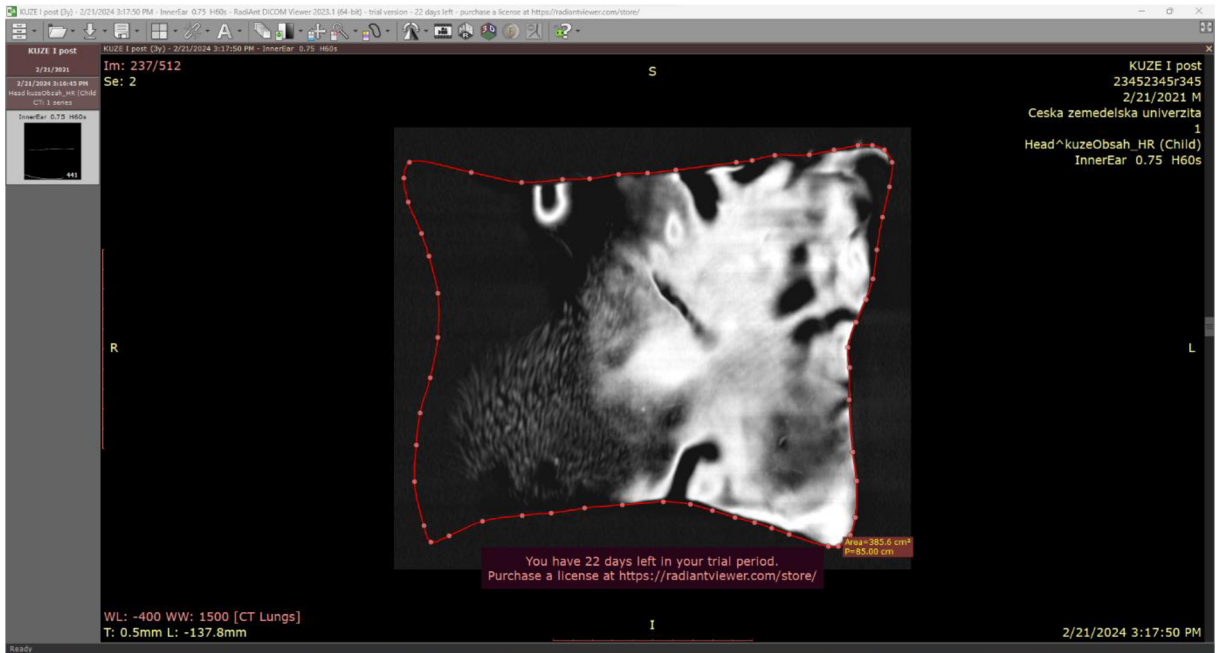 KUZE I post (3y) - 2/21/2024 3:17:50 PM - InnerEar 0.75 H60s - RadiAnt DICOM Viewer 2023.1 (64-bit) - trial version - 22 days left - purchase a license at https://radiantviewer.com/store/
KUZE I post
2/21/2021
2/21/2024 3:16:45 PM
Head kuzeObsah_HR (Child
CT: 1 series
InnerEar 0.75 H60s
441
KUZE I post (3y) - 2/21/2024 3:17:50 PM - InnerEar 0.75 H60s
Im: 237/512
Se: 2
S
KUZE I post
23452345r345
2/21/2021 M
Ceska zemedelska univerzita
1
Head^kuzeObsah_HR (Child)
InnerEar 0.75 H60s
R
L
Area=385.6 cm²
P=85.00 cm
You have 22 days left in your trial period.
Purchase a license at https://radiantviewer.com/store/
WL: -400 WW: 1500 [CT Lungs]
T: 0.5mm L: -137.8mm
I
2/21/2024 3:17:50 PM
Ready